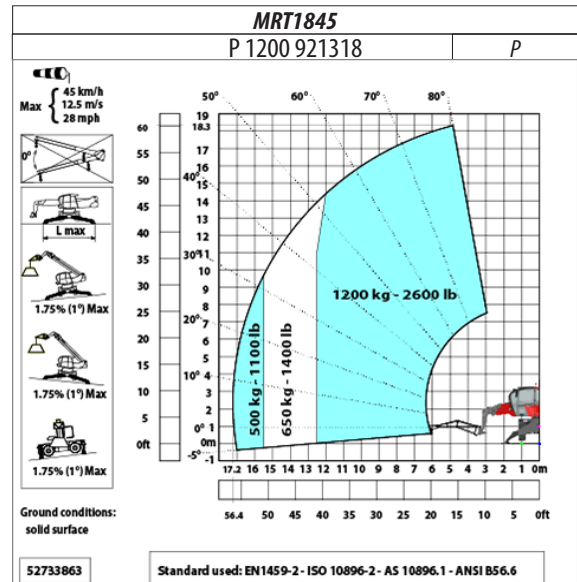 MRT1845
P 1200 921318 P
Max { 45 km/h
12.5 m/s
28 mph
0°
L max
1.75% (1°) Max
1.75% (1°) Max
1.75% (1°) Max
Ground conditions:
solid surface
52733863
50° 60° 70° 80°
40°
30°
20°
10°
0°
-5°
60
55
50
45
40
35
30
25
20
15
10
5
0ft
19
18.3
17
16
15
14
13
12
11
10
9
8
7
6
5
4
3
2
1
0m
-1
1200 kg - 2600 lb
650 kg - 1400 lb
500 kg - 1100 lb
17.2 16 15 14 13 12 11 10 9 8 7 6 5 4 3 2 1 0m
56.4 50 45 40 35 30 25 20 15 10 5 0ft
Standard used: EN1459-2 - ISO 10896-2 - AS 10896.1 - ANSI B56.6